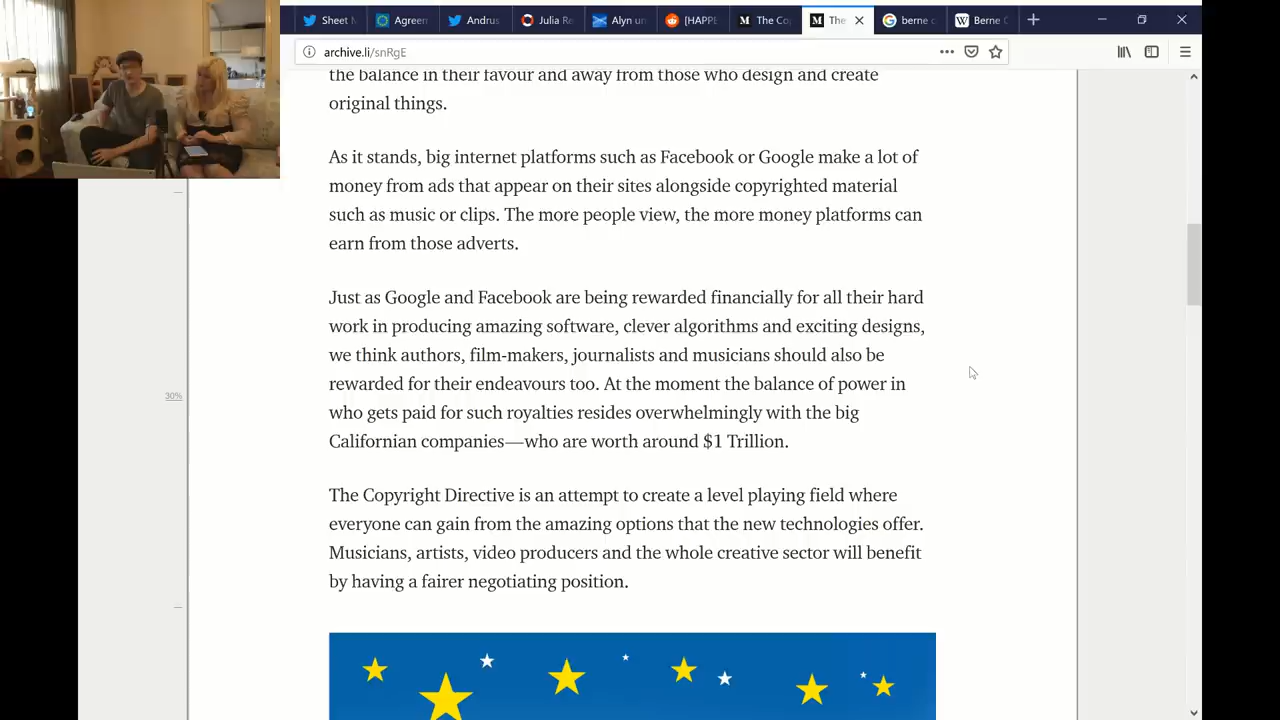 Sheet M
Agreen
Andrus
Julia Re
Alyn un
[HAPPE
The Co
The
berne c
Berne C
archive.li/snRgE
the balance in their favour and away from those who design and create
original things.
As it stands, big internet platforms such as Facebook or Google make a lot of
money from ads that appear on their sites alongside copyrighted material
such as music or clips. The more people view, the more money platforms can
earn from those adverts.
Just as Google and Facebook are being rewarded financially for all their hard
work in producing amazing software, clever algorithms and exciting designs,
we think authors, film-makers, journalists and musicians should also be
rewarded for their endeavours too. At the moment the balance of power in
30%
who gets paid for such royalties resides overwhelmingly with the big
Californian companies—who are worth around $1 Trillion.
The Copyright Directive is an attempt to create a level playing field where
everyone can gain from the amazing options that the new technologies offer.
Musicians, artists, video producers and the whole creative sector will benefit
by having a fairer negotiating position.